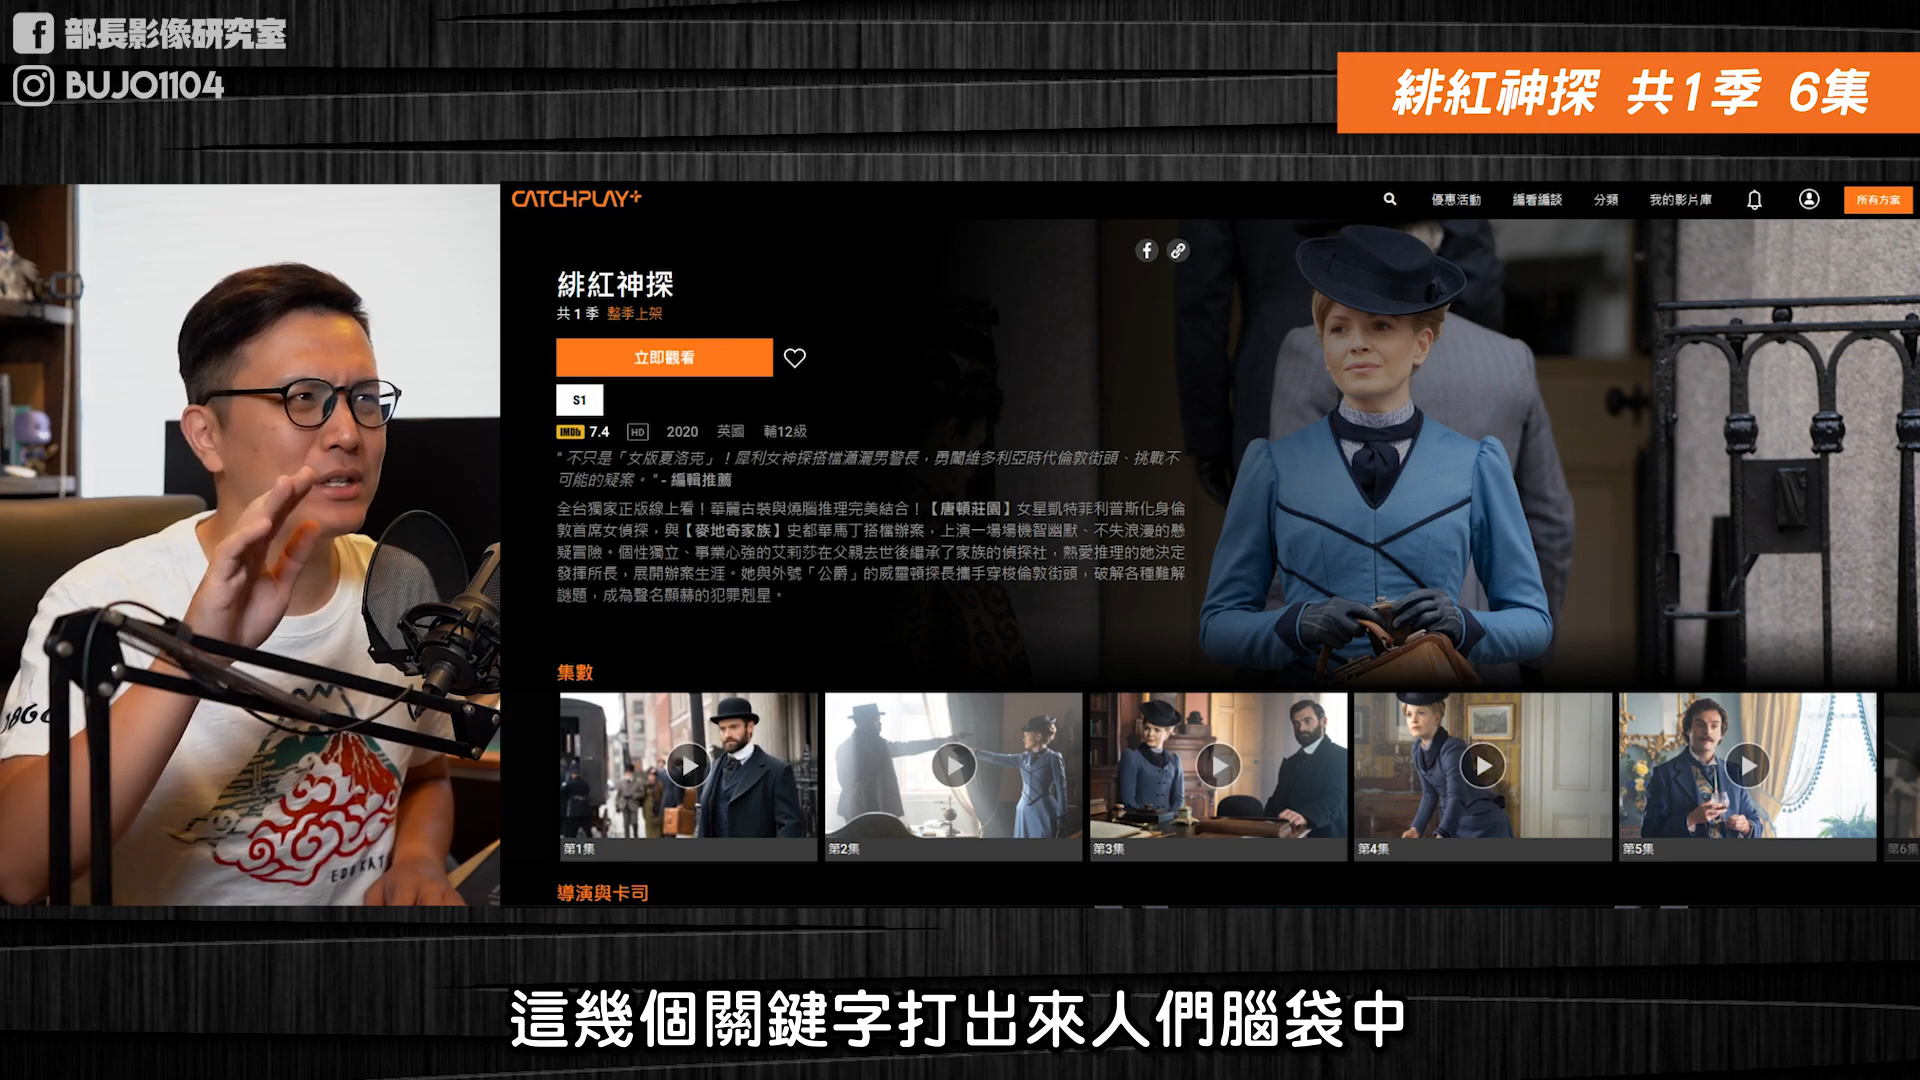 部長影像研究室
BUJO1104
緋紅神探 共1季 6集
CATCHPLAY+
優惠活動 編看編談 分類 我的影片庫 所有方案
緋紅神探
共 1 季 整季上架
立即觀看
S1
IMDb 7.4 HD 2020 英國 輔12級
" 不只是「女版夏洛克」！犀利女神探搭檔瀟灑男警長，勇闖維多利亞時代倫敦街頭、挑戰不
可能的疑案。" - 編輯推薦
全台獨家正版線上看！華麗古裝與燒腦推理完美結合！【唐頓莊園】女星凱特菲利普斯化身倫
敦首席女偵探，與【麥地奇家族】史都華馬丁搭檔辦案，上演一場場機智幽默、不失浪漫的懸
疑冒險。個性獨立、事業心強的艾莉莎在父親去世後繼承了家族的偵探社，熱愛推理的她決定
發揮所長，展開辦案生涯。她與外號「公爵」的威靈頓探長攜手穿梭倫敦街頭，破解各種難解
謎題，成為聲名顯赫的犯罪剋星。
集數
第1集 第2集 第3集 第4集 第5集 第6集
導演與卡司
這幾個關鍵字打出來人們腦袋中